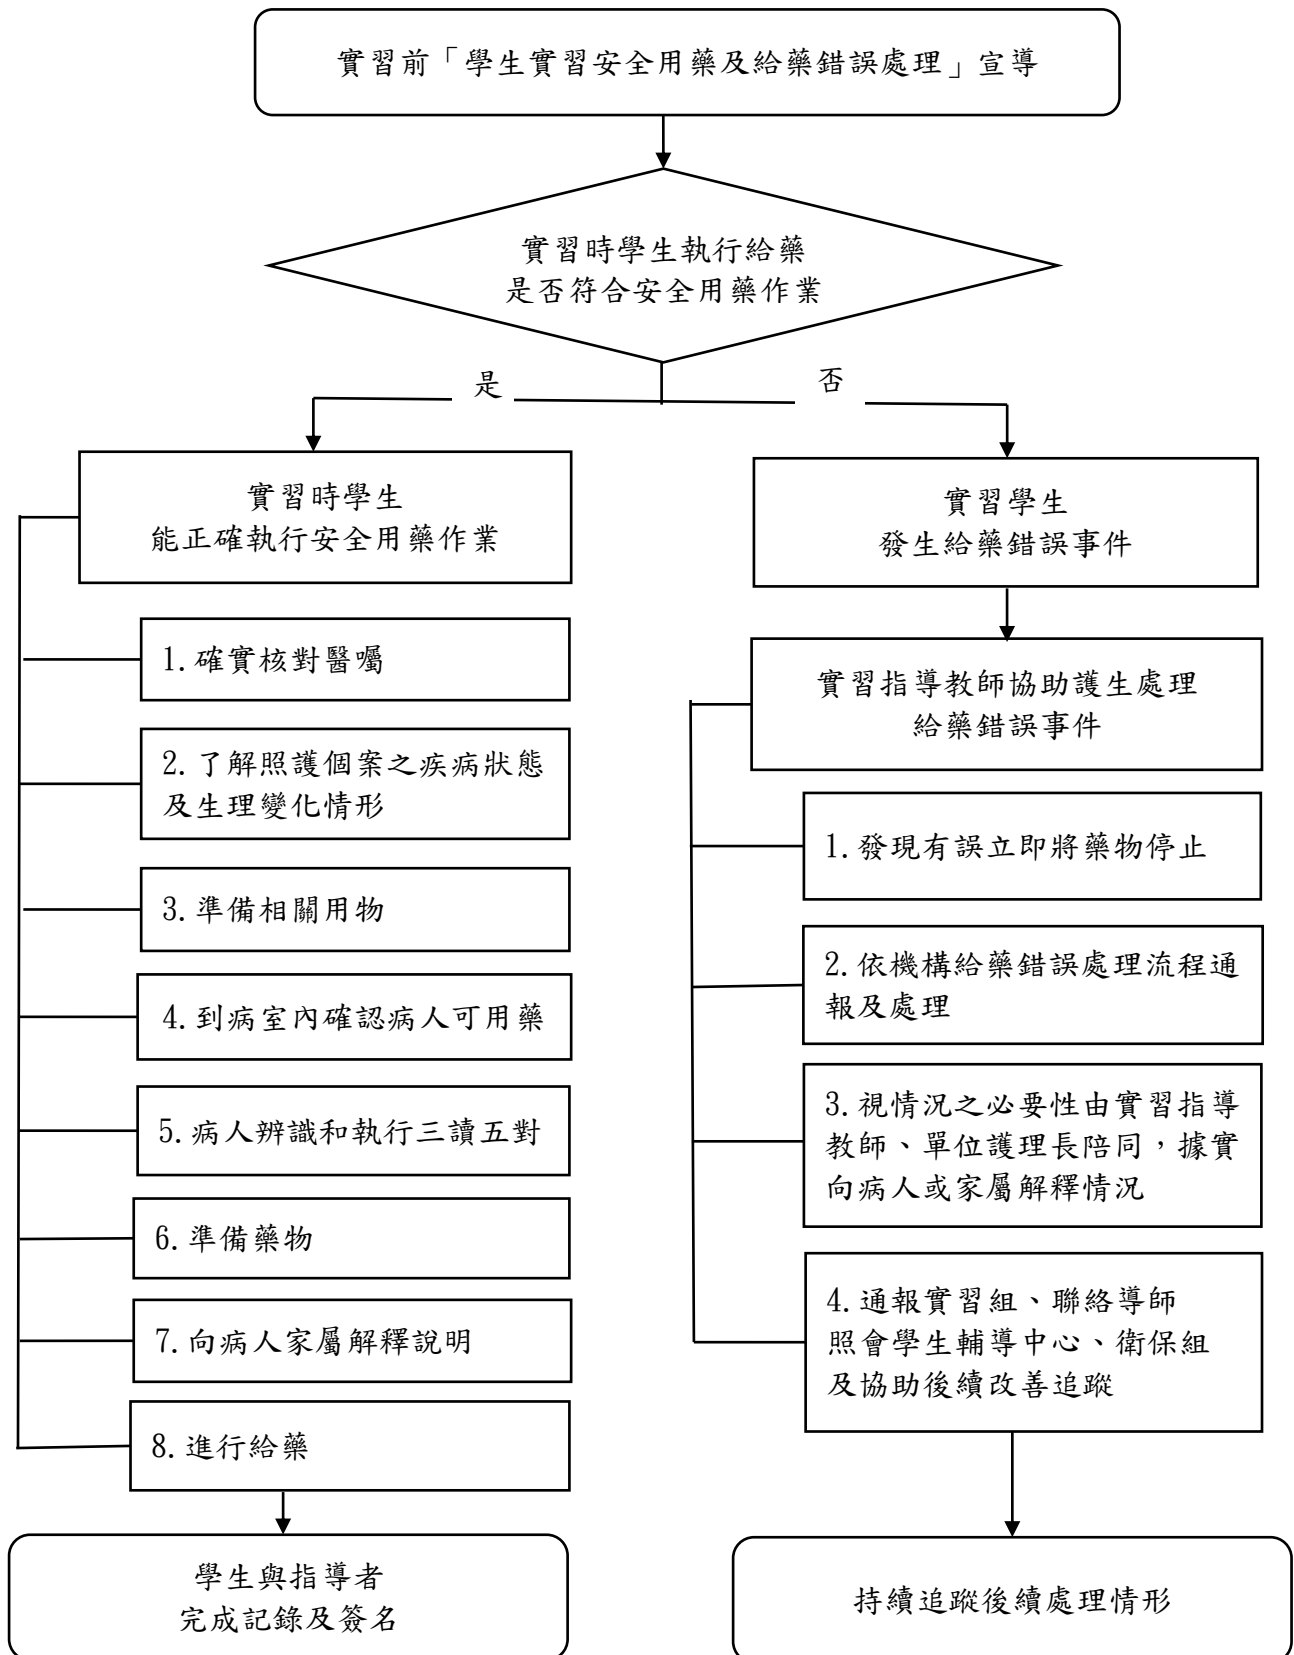 實習前「學生實習安全用藥及給藥錯誤處理」宣導
實習時學生執行給藥
是否符合安全用藥作業
是
否
實習時學生
能正確執行安全用藥作業
1.確實核對醫囑
2.了解照護個案之疾病狀態
及生理變化情形
3.準備相關用物
4.到病室內確認病人可用藥
5.病人辨識和執行三讀五對
6.準備藥物
7.向病人家屬解釋說明
8.進行給藥
學生與指導者
完成記錄及簽名
實習學生
發生給藥錯誤事件
實習指導教師協助護生處理
給藥錯誤事件
1.發現有誤立即將藥物停止
2.依機構給藥錯誤處理流程通
報及處理
3.視情況之必要性由實習指導
教師、單位護理長陪同，據實
向病人或家屬解釋情況
4.通報實習組、聯絡導師
照會學生輔導中心、衛保組
及協助後續改善追蹤
持續追蹤後續處理情形